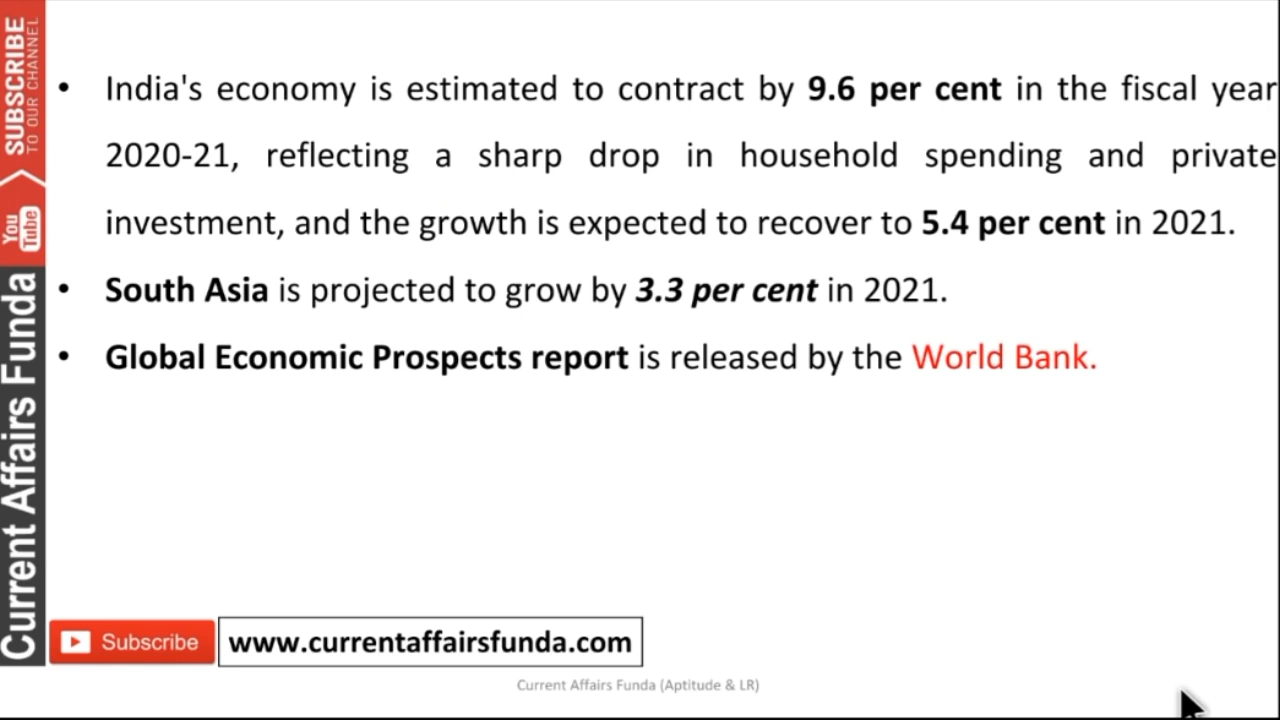 SUBSCRIBE
TO OUR CHANNEL
You
Tube
Current Affairs Funda
• India's economy is estimated to contract by 9.6 per cent in the fiscal year
2020-21, reflecting a sharp drop in household spending and private
investment, and the growth is expected to recover to 5.4 per cent in 2021.
• South Asia is projected to grow by 3.3 per cent in 2021.
• Global Economic Prospects report is released by the World Bank.
Subscribe
www.currentaffairsfunda.com
Current Affairs Funda (Aptitude & LR)